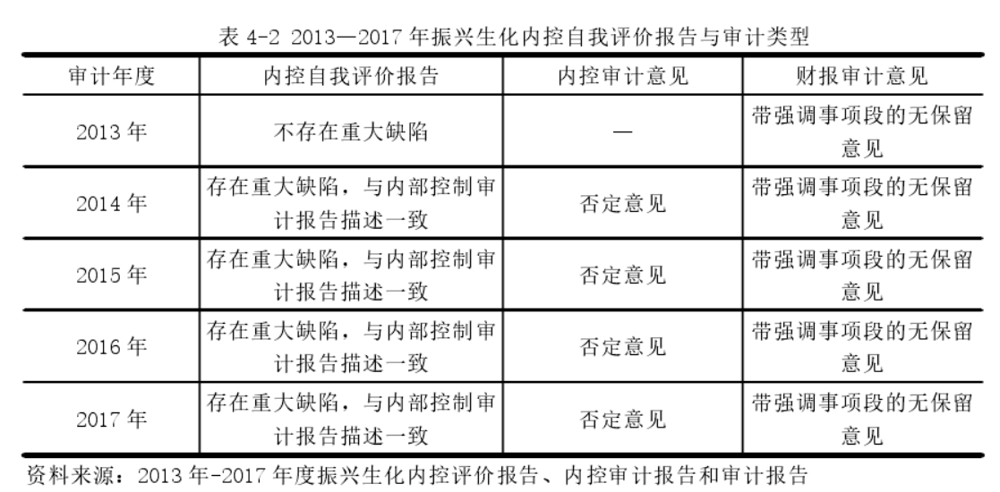 表 4-2 2013—2017 年振兴生化内控自我评价报告与审计类型
审计年度 内控自我评价报告 内控审计意见 财报审计意见
2013 年 不存在重大缺陷 — 带强调事项段的无保留
意见
2014 年 存在重大缺陷，与内部控制审
计报告描述一致 否定意见 带强调事项段的无保留
意见
2015 年 存在重大缺陷，与内部控制审
计报告描述一致 否定意见 带强调事项段的无保留
意见
2016 年 存在重大缺陷，与内部控制审
计报告描述一致 否定意见 带强调事项段的无保留
意见
2017 年 存在重大缺陷，与内部控制审
计报告描述一致 否定意见 带强调事项段的无保留
意见
资料来源：2013 年-2017 年度振兴生化内控评价报告、内控审计报告和审计报告